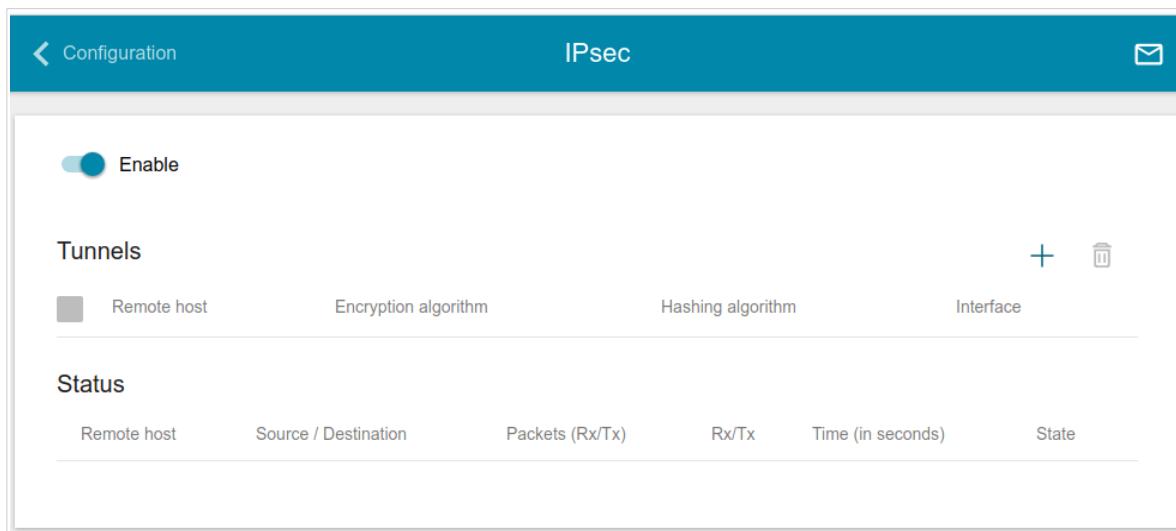 Configuration
IPsec
Enable
Tunnels
Remote host Encryption algorithm Hashing algorithm Interface
Status
Remote host Source / Destination Packets (Rx/Tx) Rx/Tx Time (in seconds) State